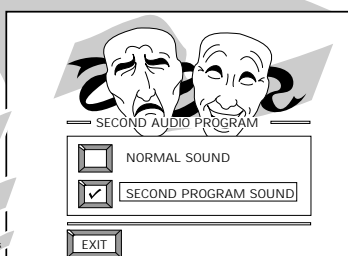 SECOND AUDIO PROGRAM
NORMAL SOUND
SECOND PROGRAM SOUND
EXIT